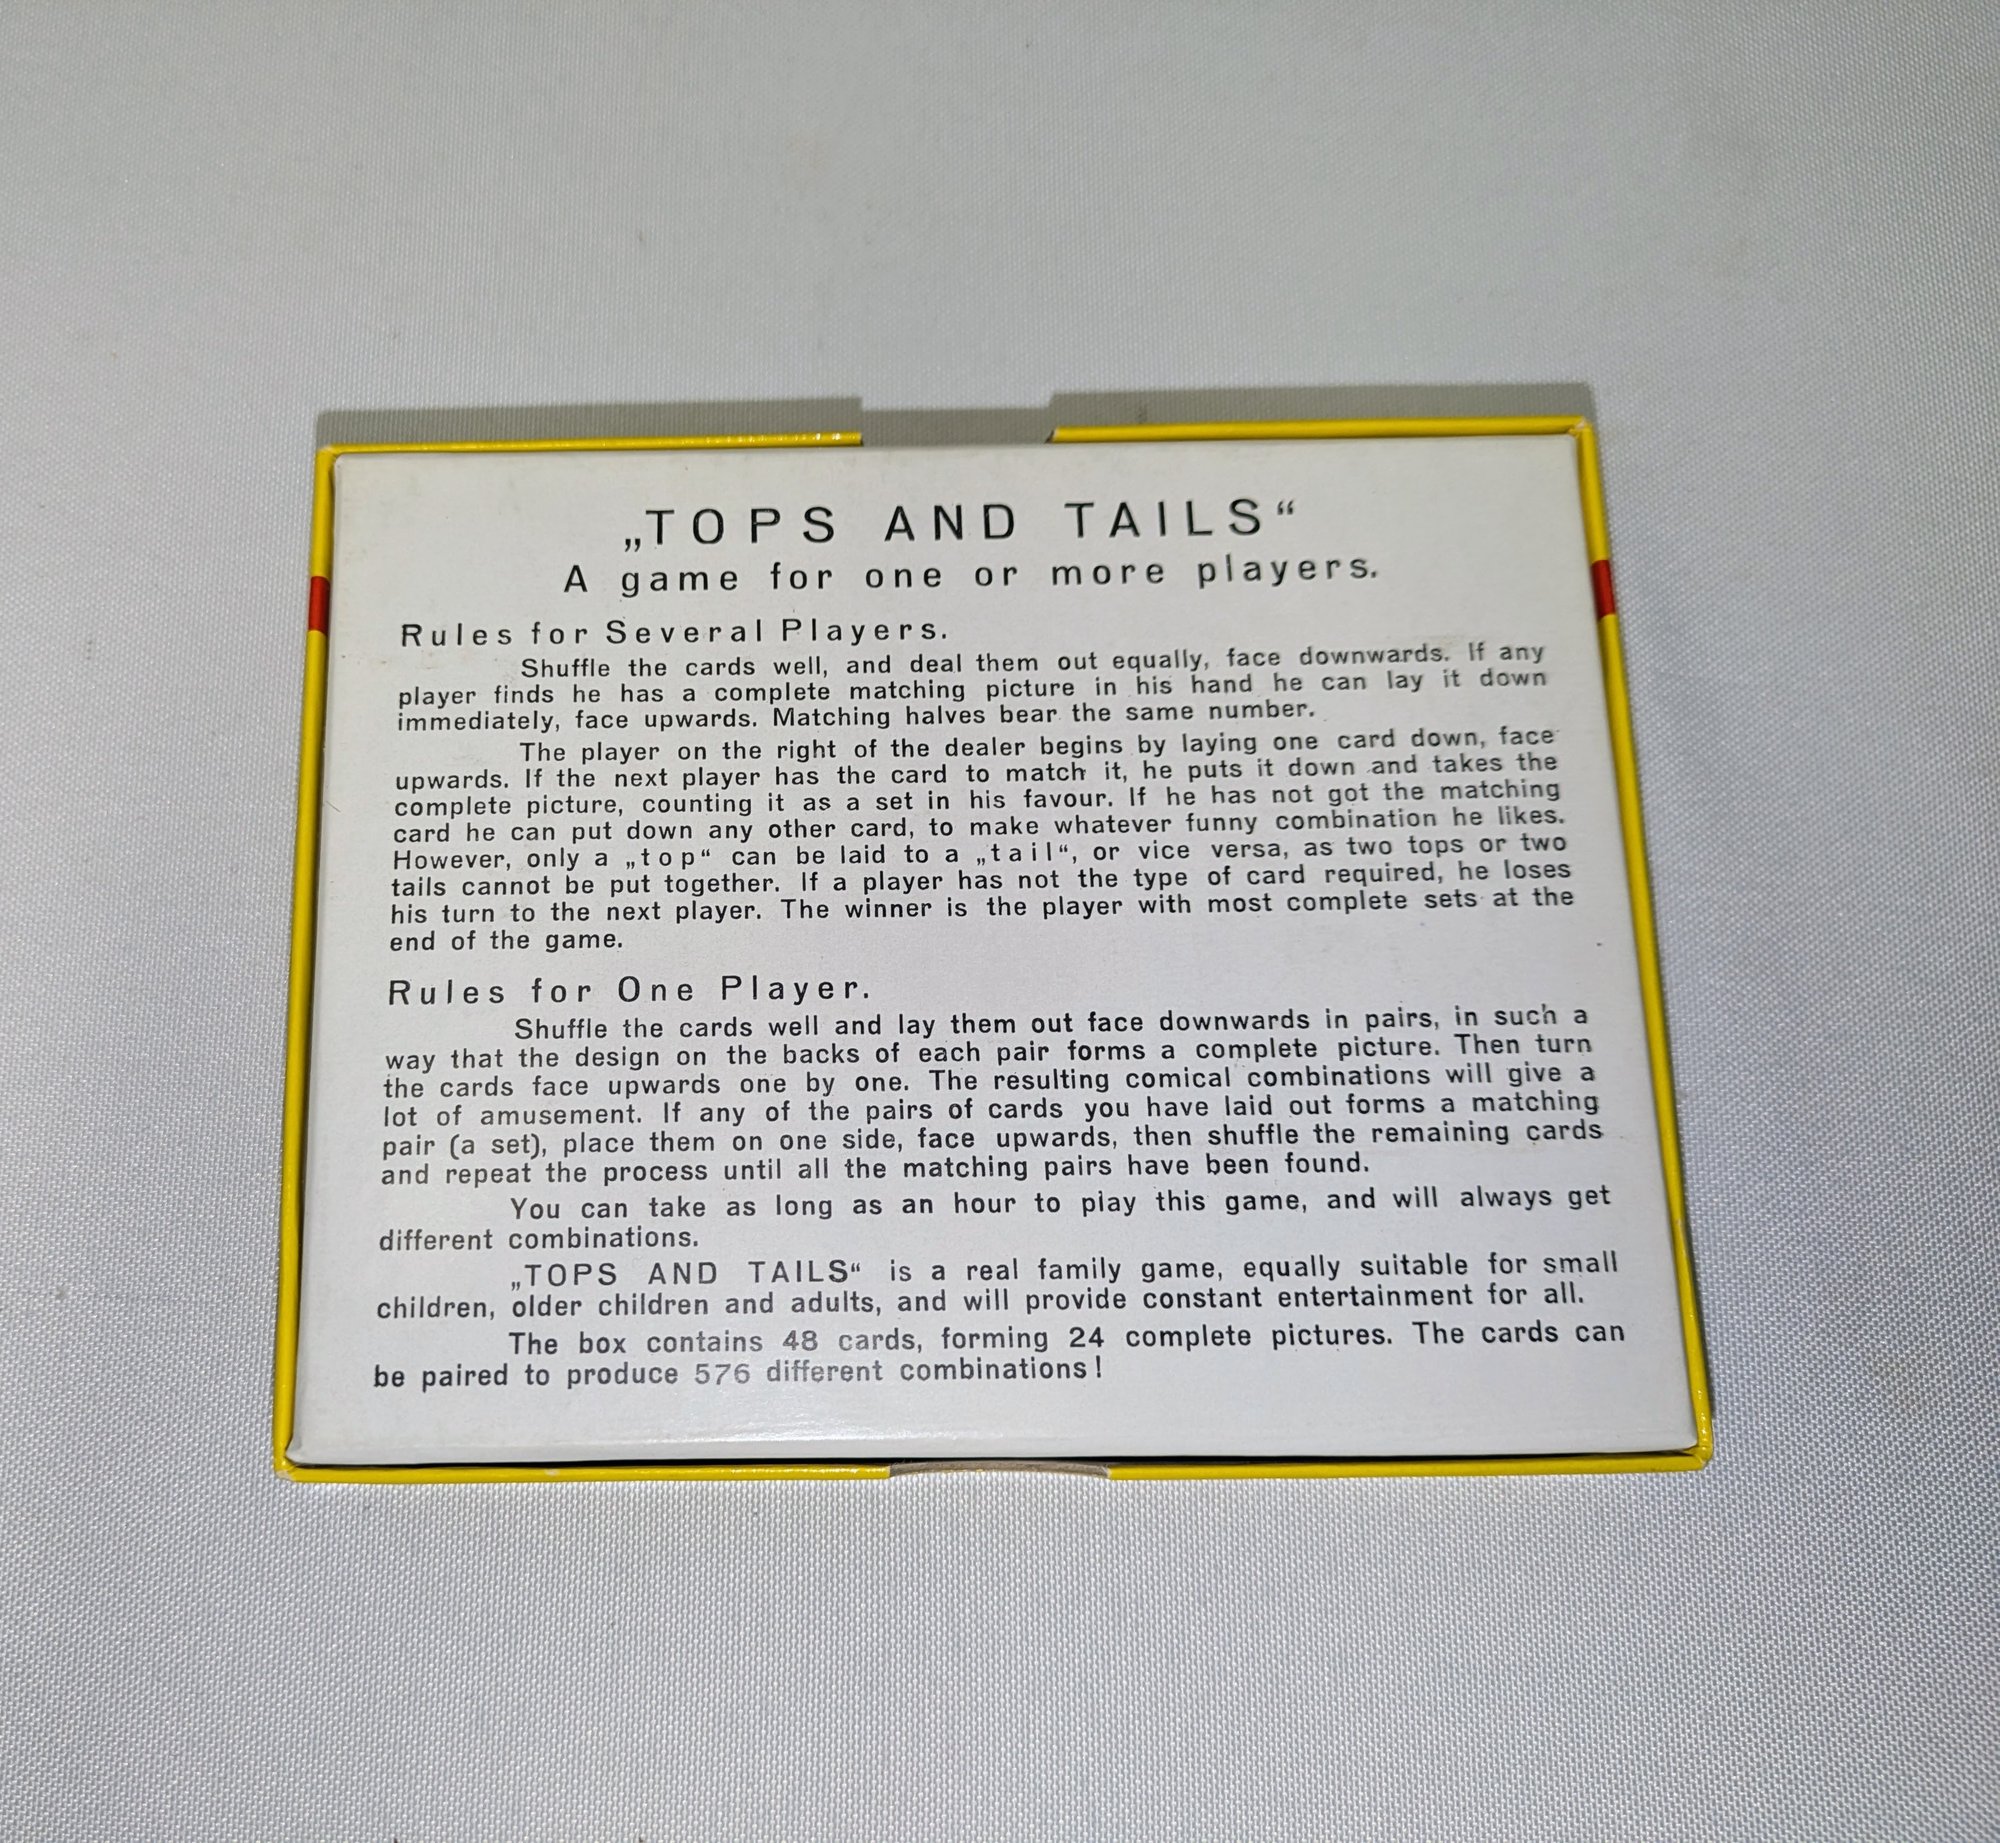 „TOPS AND TAILS“
A game for one or more players.
Rules for Several Players.
Shuffle the cards well, and deal them out equally, face downwards. If any
player finds he has a complete matching picture in his hand he can lay it down
immediately, face upwards. Matching halves bear the same number.
The player on the right of the dealer begins by laying one card down, face
upwards. If the next player has the card to match it, he puts it down and takes the
complete picture, counting it as a set in his favour. If he has not got the matching
card he can put down any other card, to make whatever funny combination he likes.
However, only a „top“ can be laid to a „tail“, or vice versa, as two tops or two
tails cannot be put together. If a player has not the type of card required, he loses
his turn to the next player. The winner is the player with most complete sets at the
end of the game.
Rules for One Player.
Shuffle the cards well and lay them out face downwards in pairs, in such a
way that the design on the backs of each pair forms a complete picture. Then turn
the cards face upwards one by one. The resulting comical combinations will give a
lot of amusement. If any of the pairs of cards you have laid out forms a matching
pair (a set), place them on one side, face upwards, then shuffle the remaining cards
and repeat the process until all the matching pairs have been found.
You can take as long as an hour to play this game, and will always get
different combinations.
„TOPS AND TAILS“ is a real family game, equally suitable for small
children, older children and adults, and will provide constant entertainment for all.
The box contains 48 cards, forming 24 complete pictures. The cards can
be paired to produce 576 different combinations!